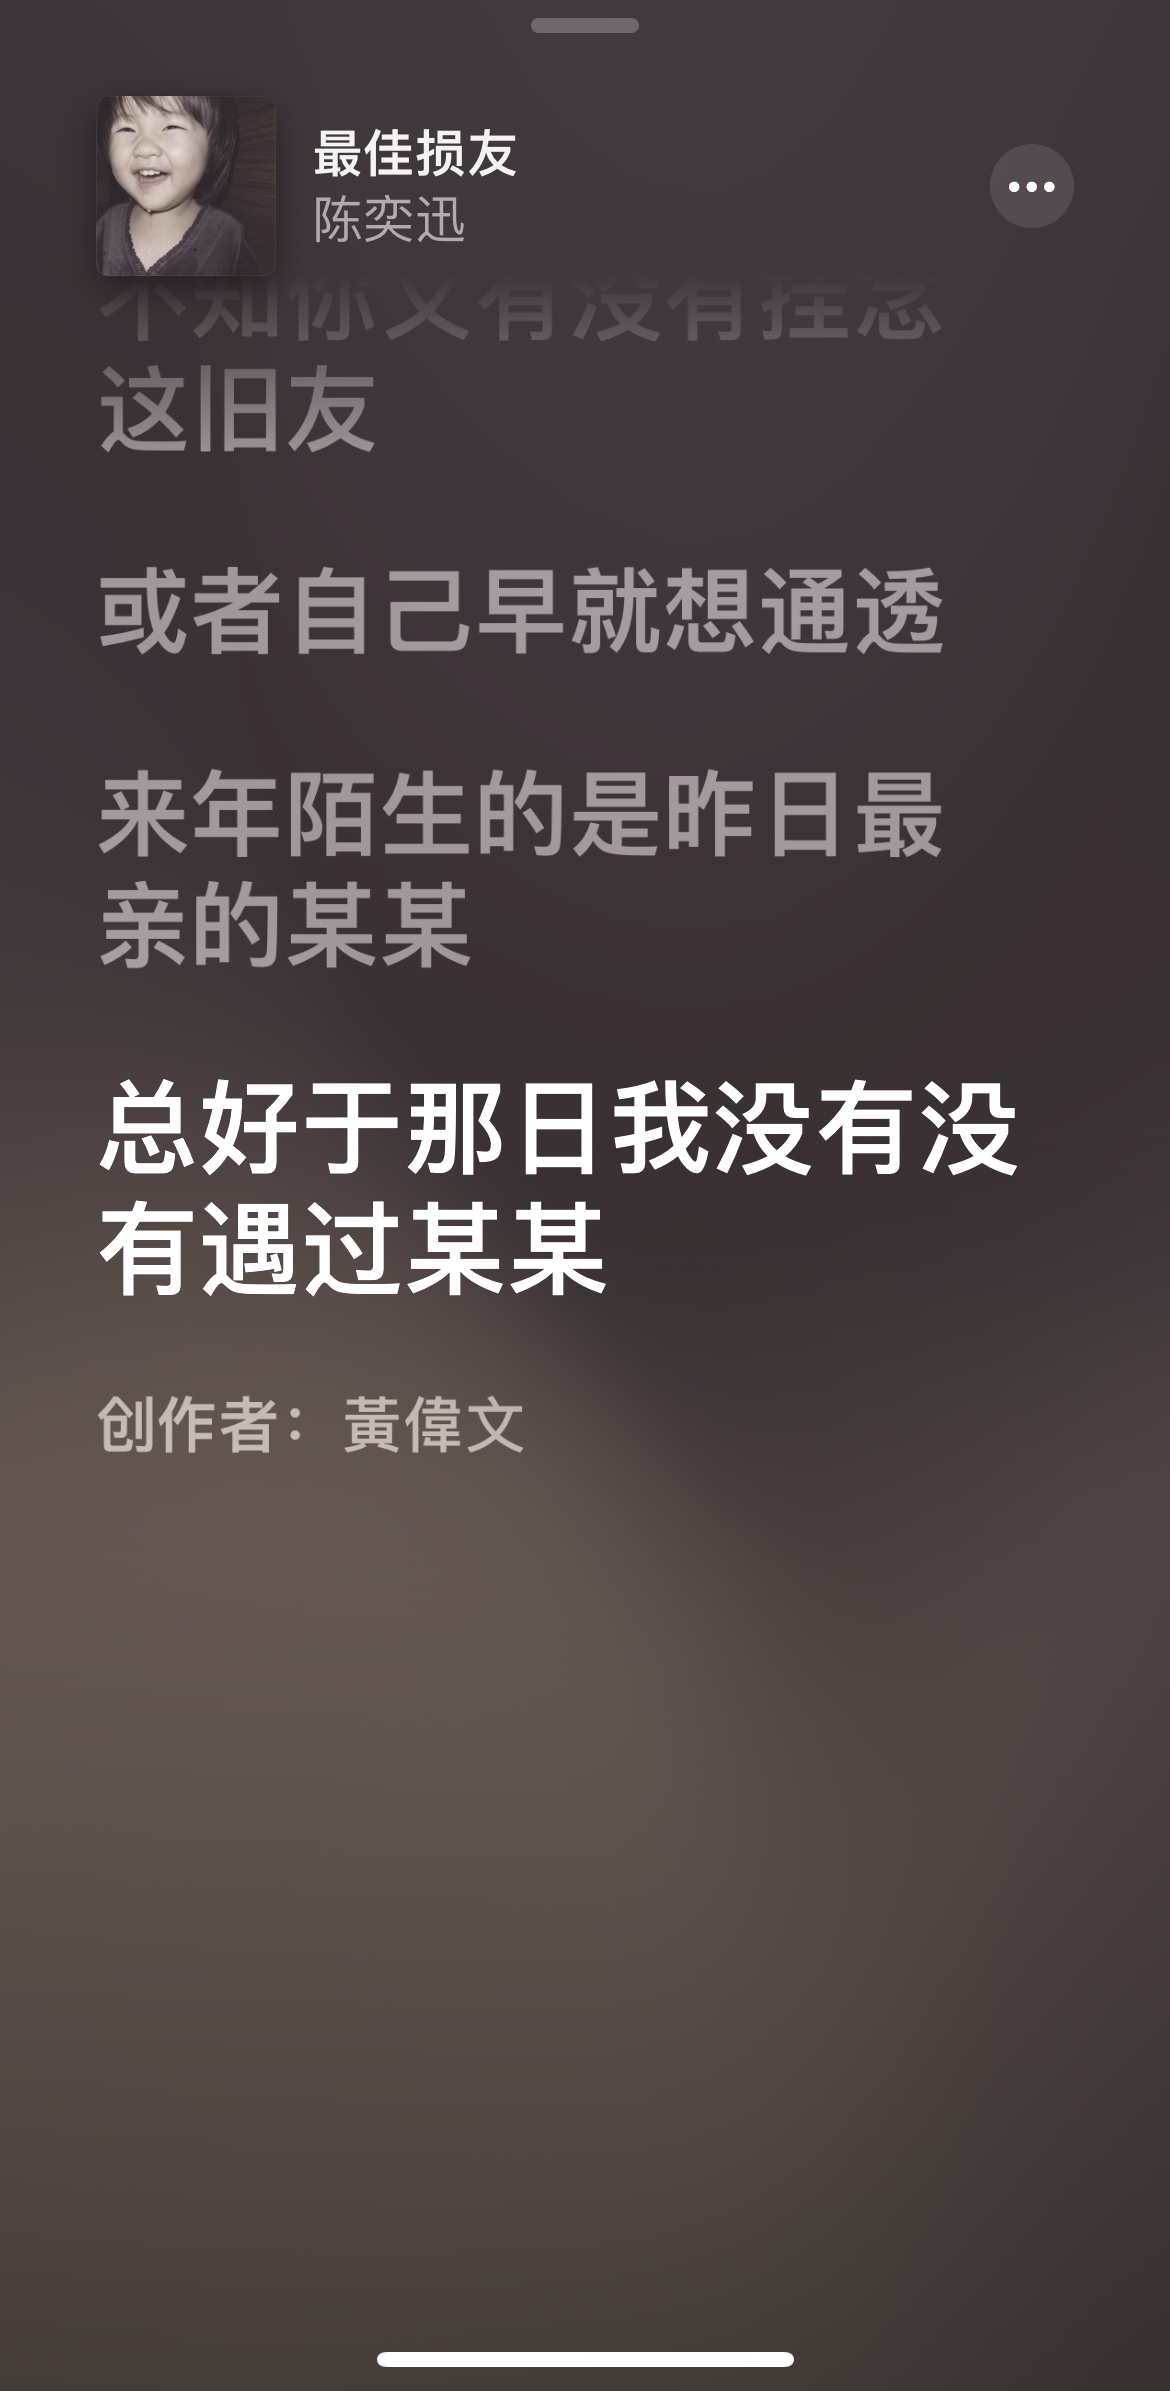 最佳损友
陈奕迅
不知你又有没有挂念
这旧友
或者自己早就想通透
来年陌生的是昨日最
亲的某某
总好于那日我没有没
有遇过某某
创作者：黃偉文